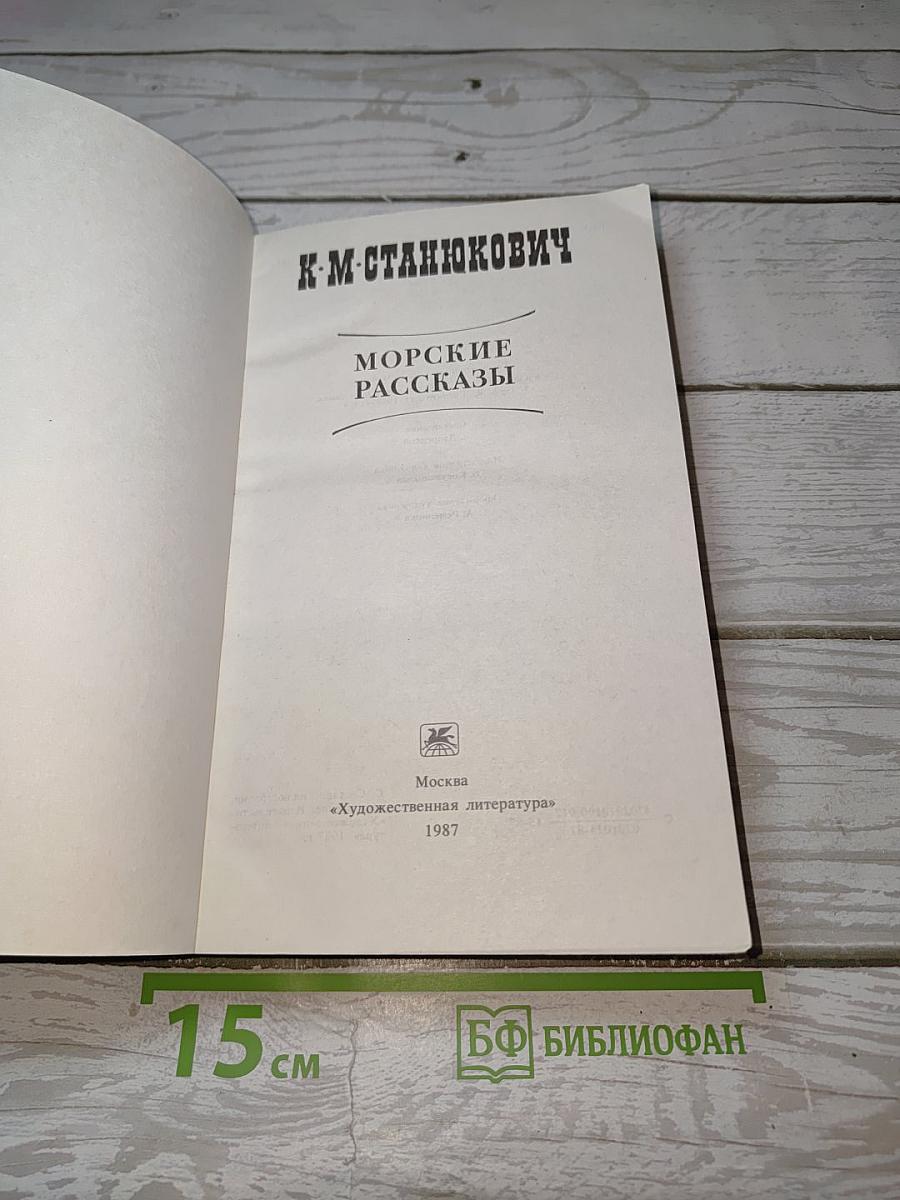 К·М·СТАНЮКОВИЧ
МОРСКИЕ
РАССКАЗЫ
Москва
«Художественная литература»
1987
15 см
БФ БИБЛИОФАН